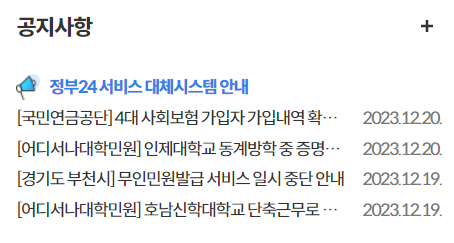 공지사항 +
정부24 서비스 대체시스템 안내
[국민연금공단] 4대 사회보험 가입자 가입내역 확⋯ 2023.12.20.
[어디서나대학민원] 인제대학교 동계방학 중 증명⋯ 2023.12.20.
[경기도 부천시] 무인민원발급 서비스 일시 중단 안내 2023.12.19.
[어디서나대학민원] 호남신학대학교 단축근무로 ⋯ 2023.12.19.